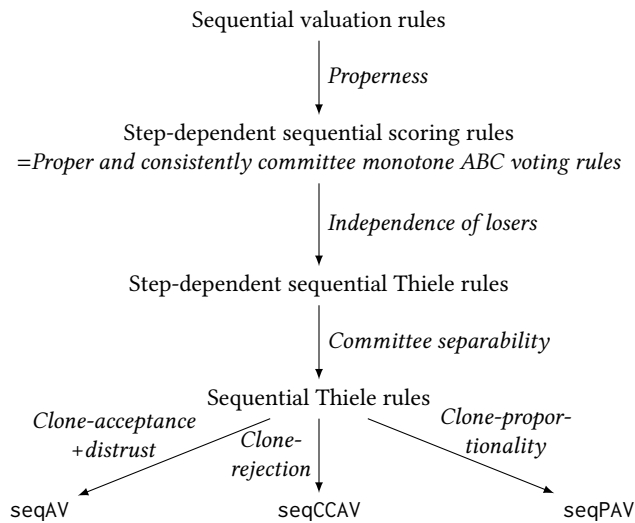 Sequential valuation rules
Properness
Step-dependent sequential scoring rules
=Proper and consistently committee monotone ABC voting rules
Independence of losers
Step-dependent sequential Thiele rules
Committee separability
Sequential Thiele rules
Clone-acceptance
+distrust
Clone-
rejection
Clone-propor-
tionality
seqAV
seqCCAV
seqPAV